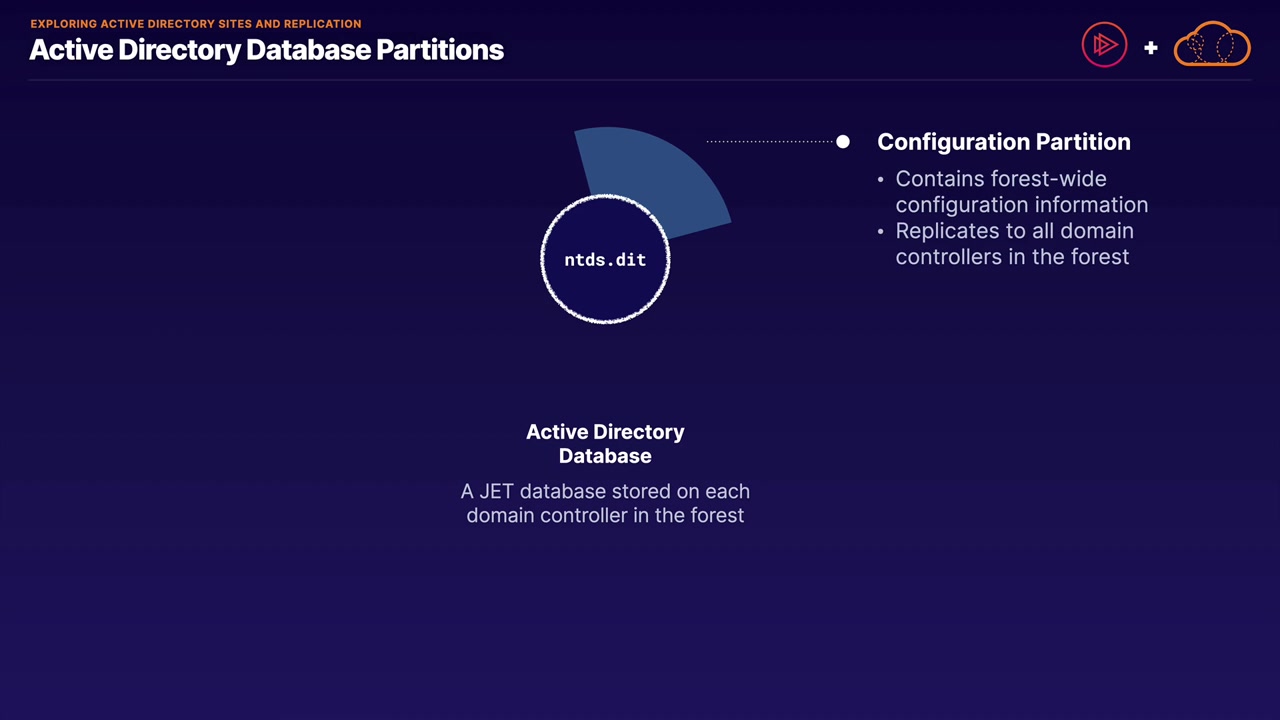 EXPLORING ACTIVE DIRECTORY SITES AND REPLICATION
Active Directory Database Partitions
+
Configuration Partition
• Contains forest-wide
configuration information
• Replicates to all domain
controllers in the forest
ntds.dit
Active Directory
Database
A JET database stored on each
domain controller in the forest